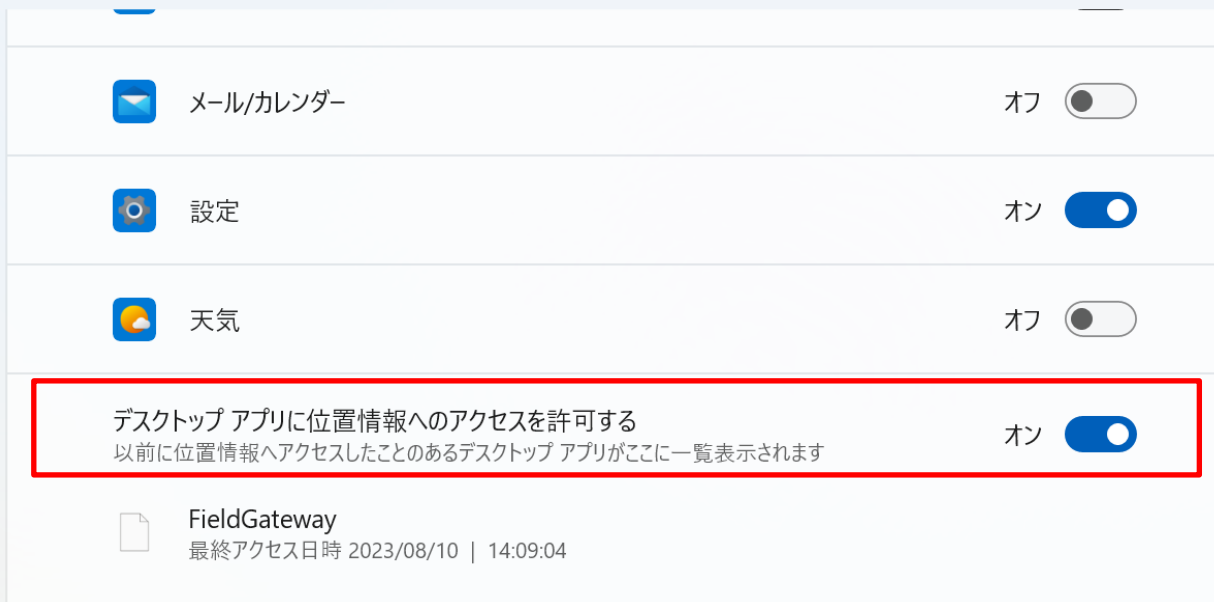 メール/カレンダー オフ
設定 オン
天気 オフ
デスクトップ アプリに位置情報へのアクセスを許可する オン
以前に位置情報へアクセスしたことのあるデスクトップ アプリがここに一覧表示されます
FieldGateway
最終アクセス日時 2023/08/10 | 14:09:04